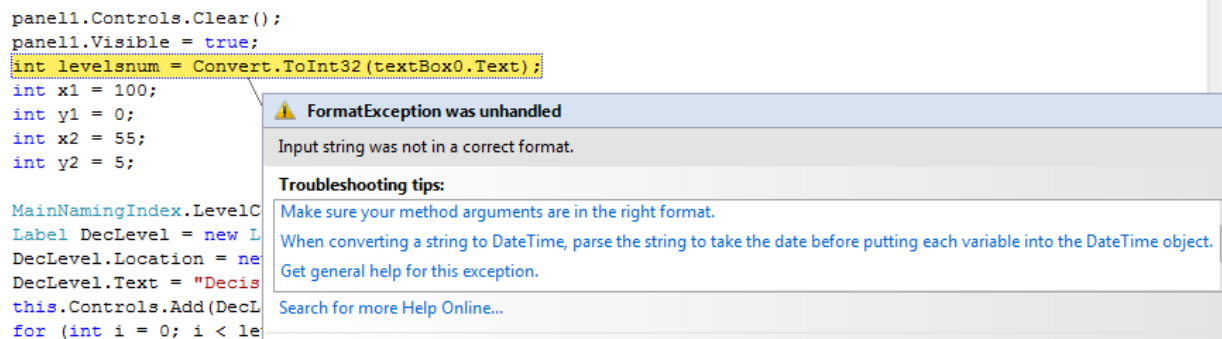 panel1.Controls.Clear();
panel1.Visible = true;
int levelsnum = Convert.ToInt32(textBox0.Text);
int x1 = 100;
int y1 = 0;
int x2 = 55;
int y2 = 5;
FormatException was unhandled
Input string was not in a correct format.
Troubleshooting tips:
Make sure your method arguments are in the right format.
When converting a string to DateTime, parse the string to take the date before putting each variable into the DateTime object.
Get general help for this exception.
Search for more Help Online...
MainNamingIndex.LevelC
Label DecLevel = new L
DecLevel.Location = ne
DecLevel.Text = "Decis
this.Controls.Add(DecL
for (int i = 0; i < le